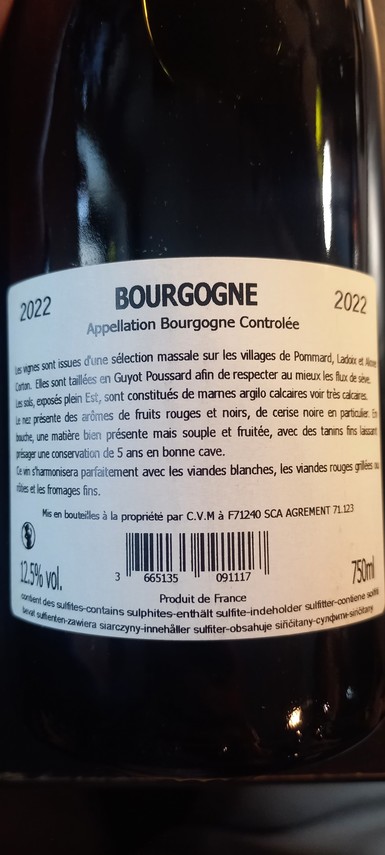 2022 BOURGOGNE 2022
Appellation Bourgogne Controlée
Les vignes sont issues d'une sélection massale sur les villages de Pommard, Ladoix et
Corton. Elles sont taillées en Guyot Poussard afin de respecter au mieux les flux de sève.
Les sols, exposés plein Est, sont constitués de marnes argilo calcaires voir très calcaires.
Le nez présente des arômes de fruits rouges et noirs, de cerise noire en particulier. En
bouche, une matière bien présente mais souple et fruitée, avec des tanins fins laissant
présager une conservation de 5 ans en bonne cave.
Ce vin s'harmonisera parfaitement avec les viandes blanches, les viandes rouges grillées ou
rôties et les fromages fins.
Mis en bouteilles à la propriété par C.V.M à F71240 SCA AGREMENT 71.123
12.5% vol. 750ml
3 665135 091117
Produit de France
contient des sulfites-contains sulphites-enthält sulfite-indeholder sulfitter-contiene
bevat sulfieten-zawiera siarczyny-innehåller sulfiter-obsahuje siřičitany-сулфити-siričitany